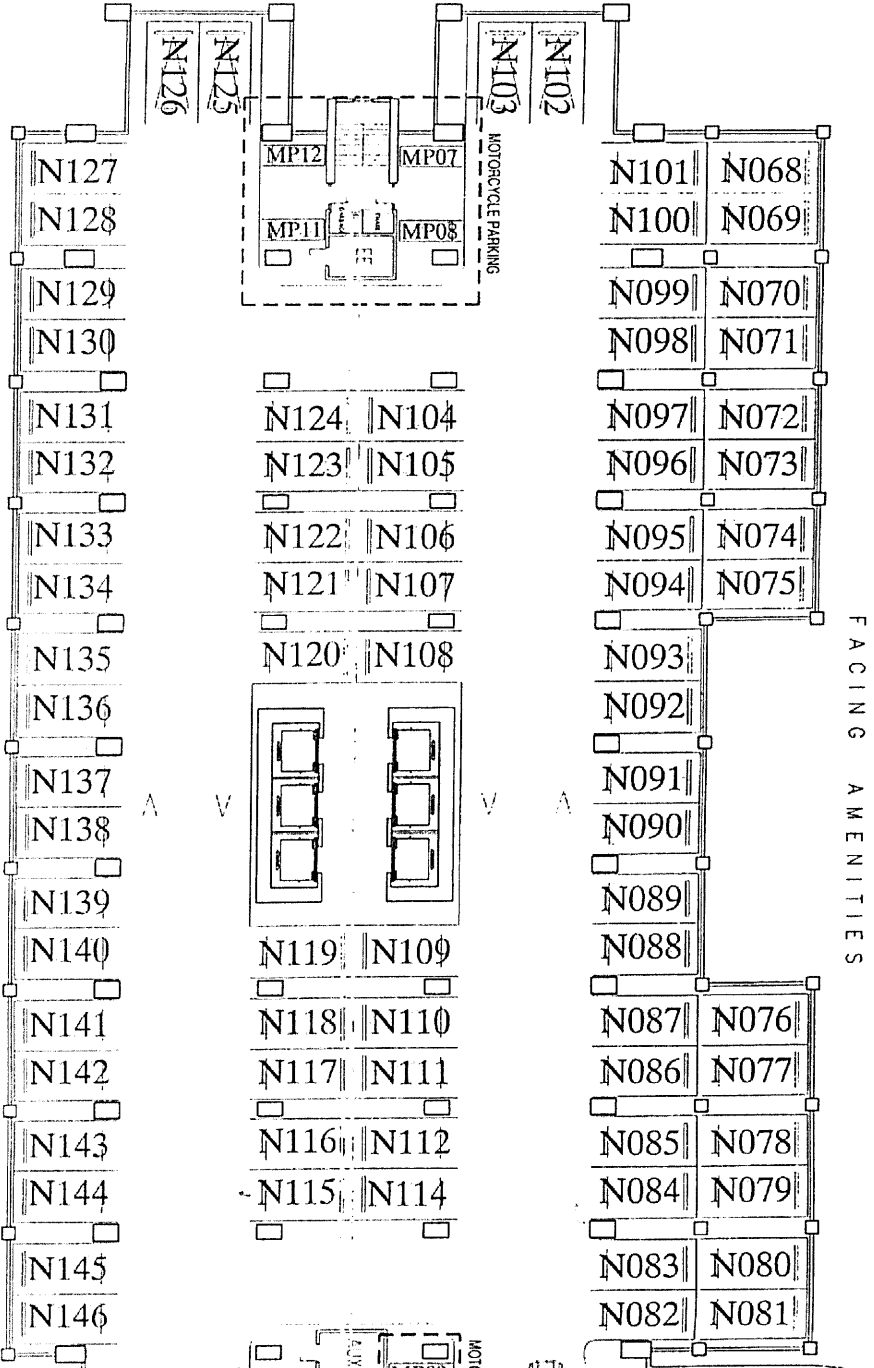 N126 N125 N103 N102
MOTORCYCLE PARKING
MP12 MP07
MP11 MP08
N127 N101 N068
N128 N100 N069
N129 N099 N070
N130 N098 N071
N131 N124 N104 N097 N072
N132 N123 N105 N096 N073
N133 N122 N106 N095 N074
N134 N121 N107 N094 N075
N135 N120 N108 N093
N136 N092
N137 N091
N138 N090
N139 N089
N140 N119 N109 N088
N141 N118 N110 N087 N076
N142 N117 N111 N086 N077
N143 N116 N112 N085 N078
N144 N115 N114 N084 N079
N145 N083 N080
N146 N082 N081
FACING AMENITIES